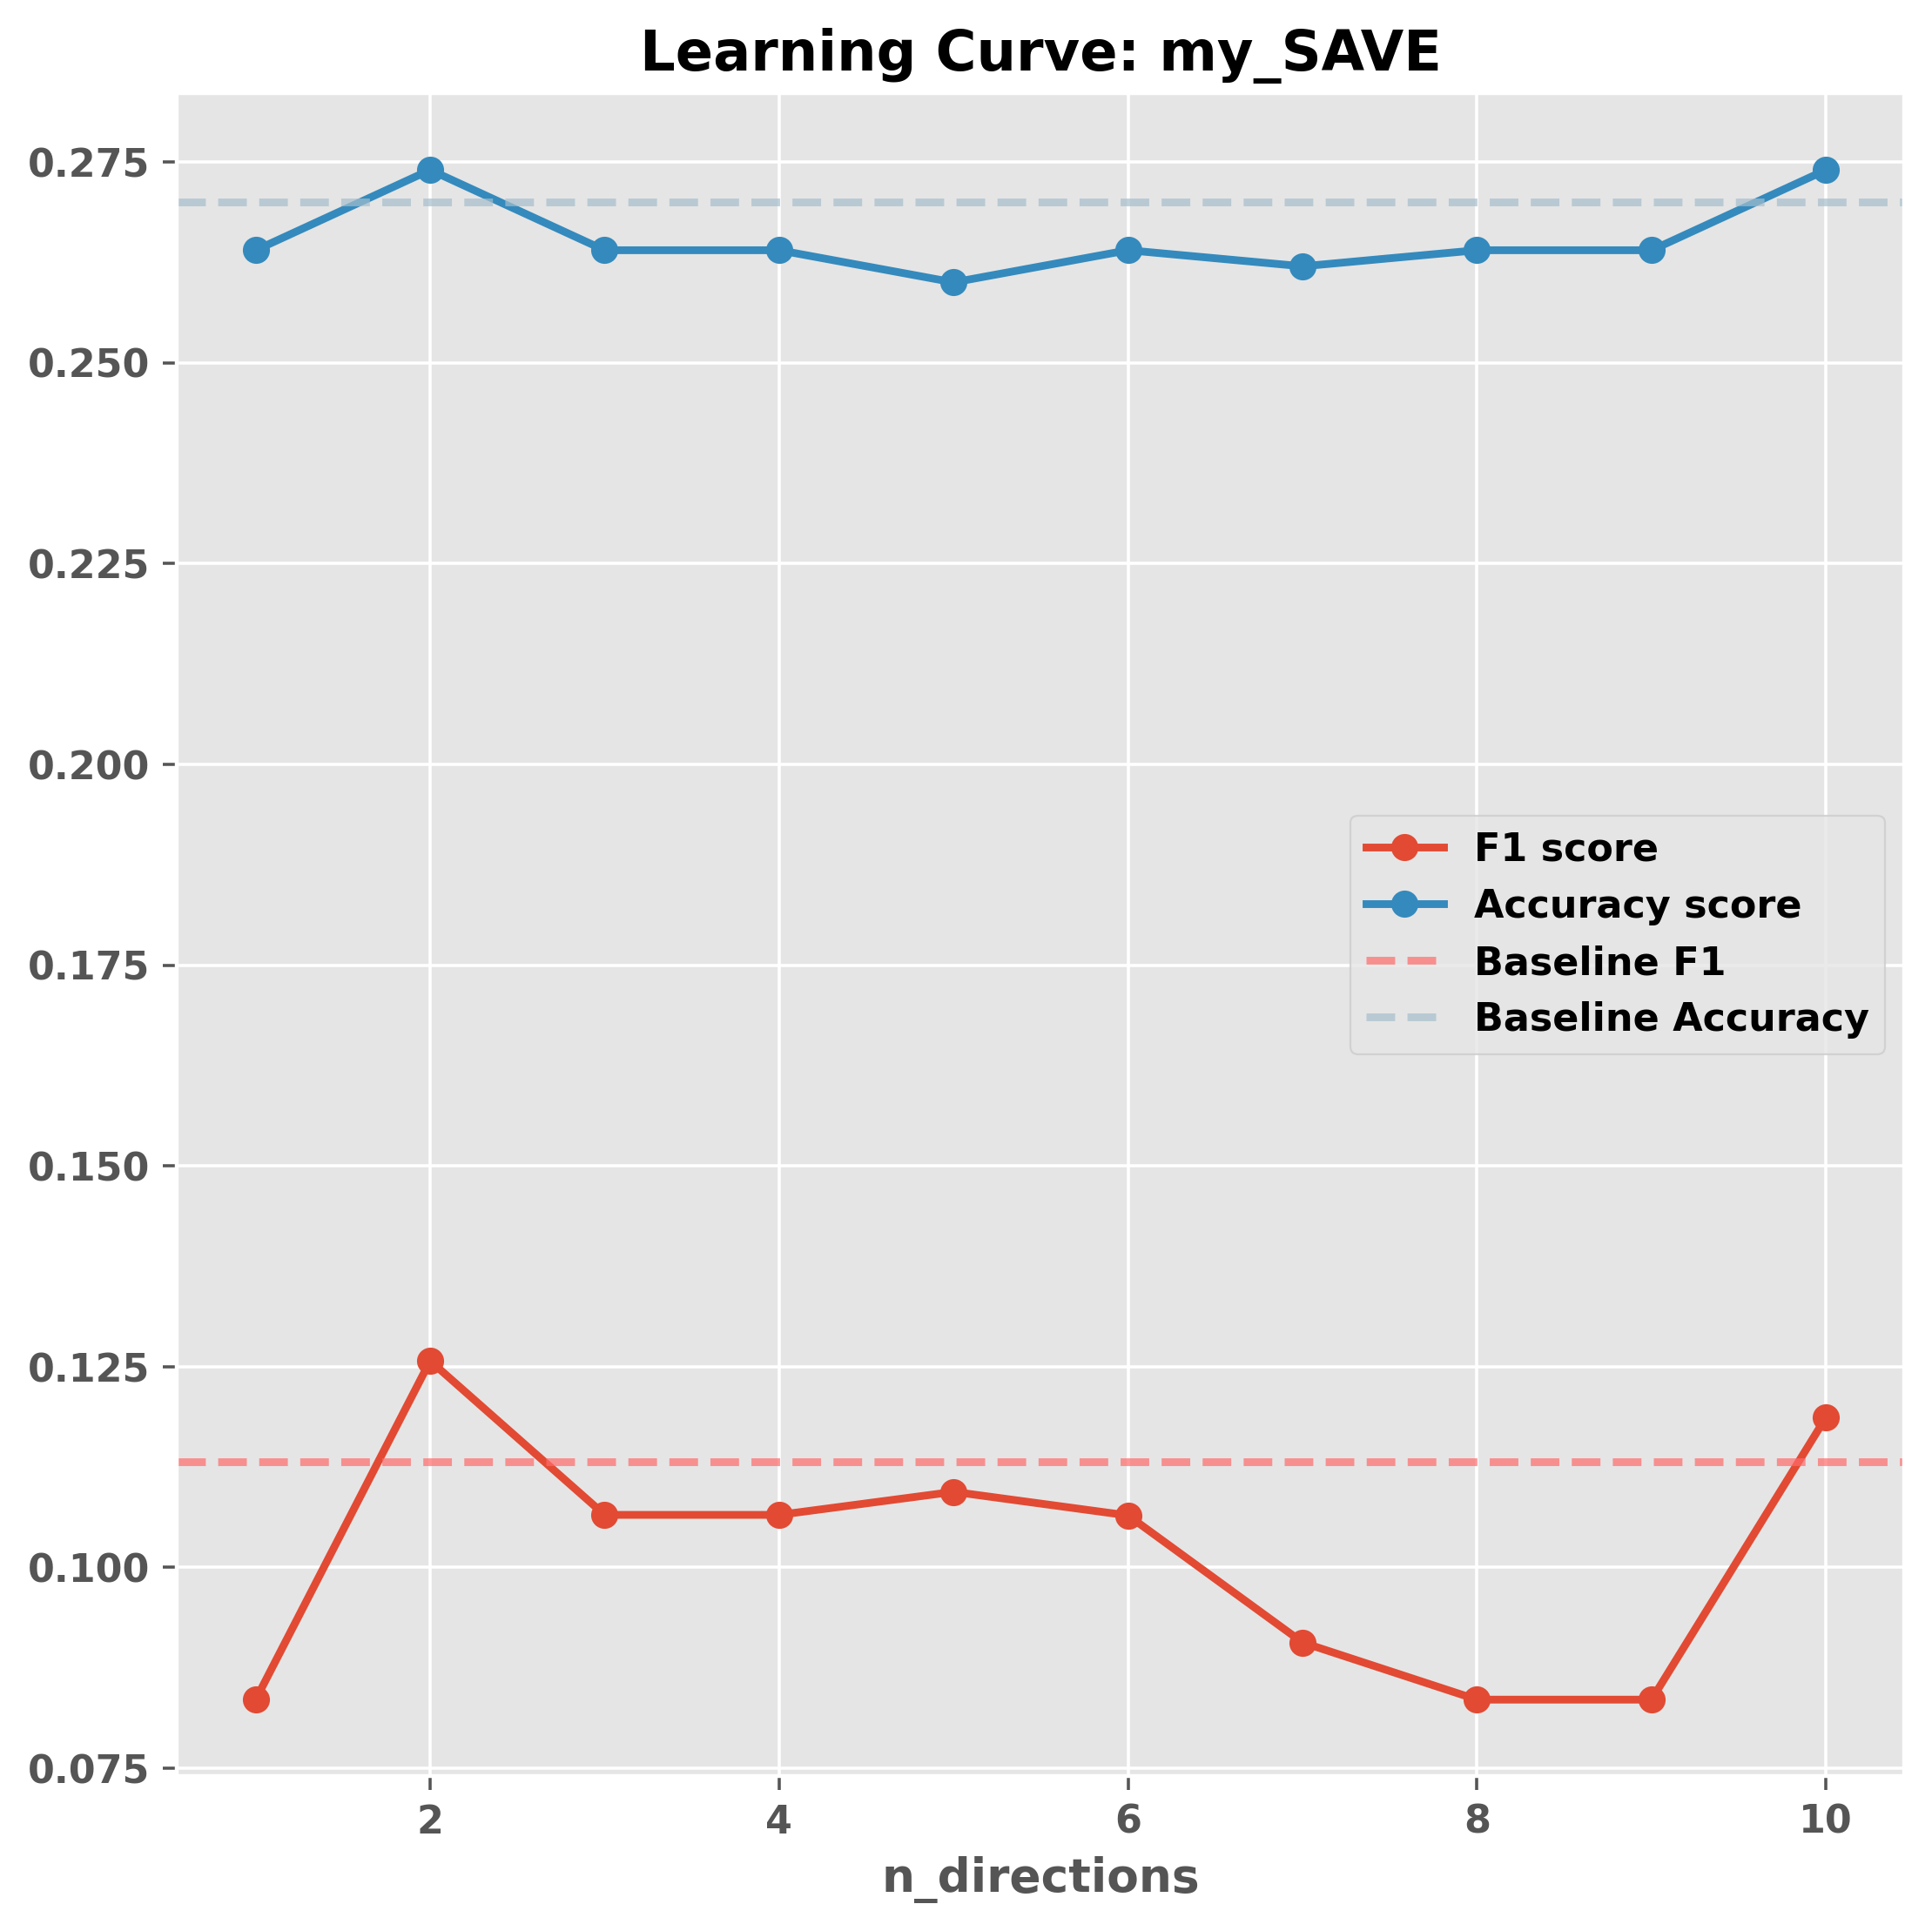 Learning Curve: my_SAVE
0.275
0.250
0.225
0.200
0.175
0.150
0.125
0.100
0.075
F1 score
Accuracy score
Baseline F1
Baseline Accuracy
2 4 6 8 10
n_directions